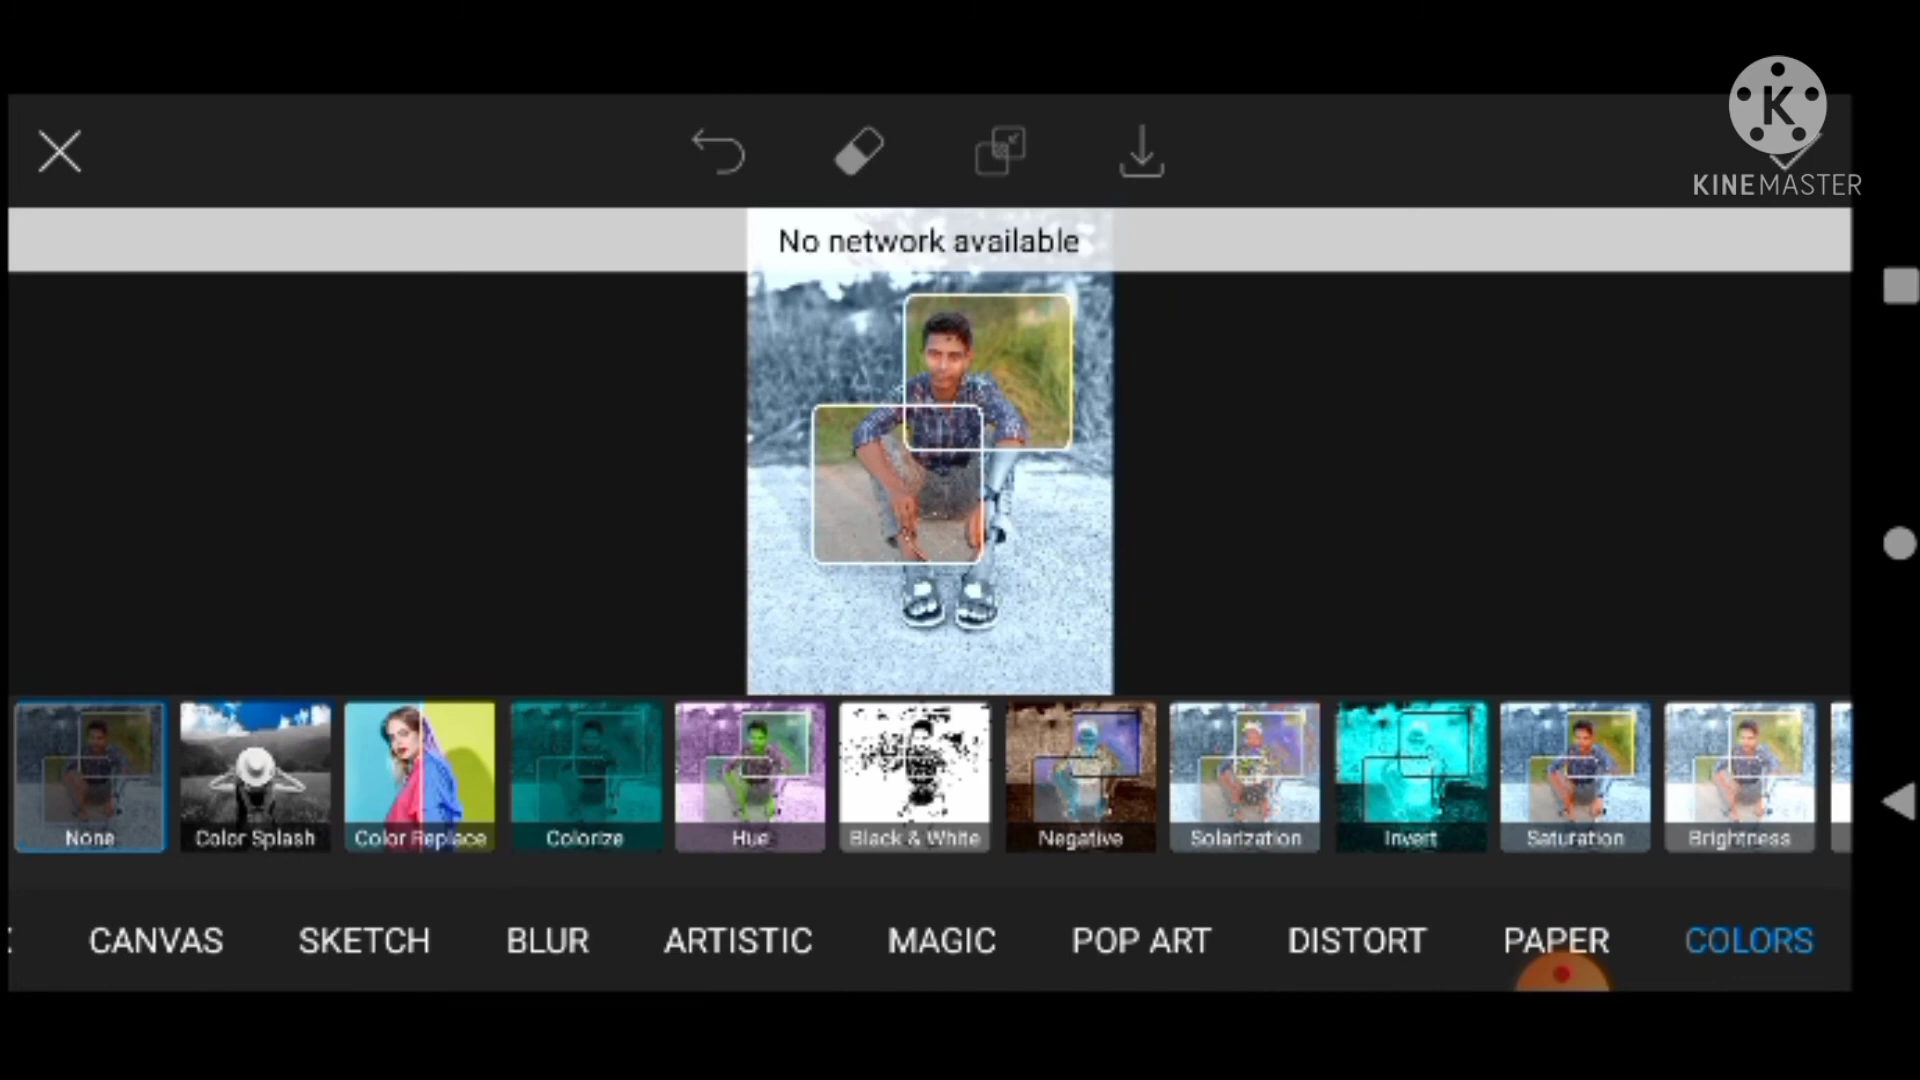 K
KINEMASTER
No network available
None
Color Splash
Color Replace
Colorize
Hue
Black & White
Negative
Solarization
Invert
Saturation
Brightness
CANVAS
SKETCH
BLUR
ARTISTIC
MAGIC
POP ART
DISTORT
PAPER
COLORS